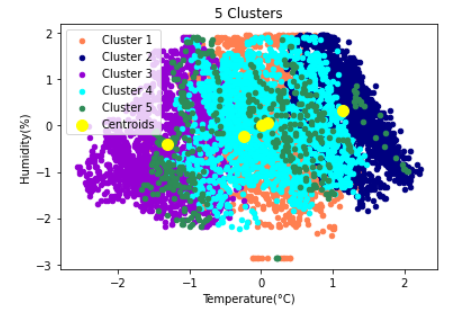 5 Clusters
Cluster 1
Cluster 2
Cluster 3
Cluster 4
Cluster 5
Centroids
2
1
0
−1
−2
−3
Humidity(%)
−2
−1
0
1
2
Temperature(°C)